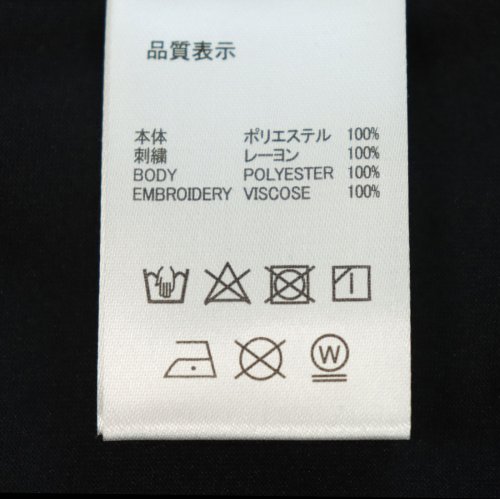 品質表示
本体 ポリエステル 100%
刺繍 レーヨン 100%
BODY POLYESTER 100%
EMBROIDERY VISCOSE 100%
W